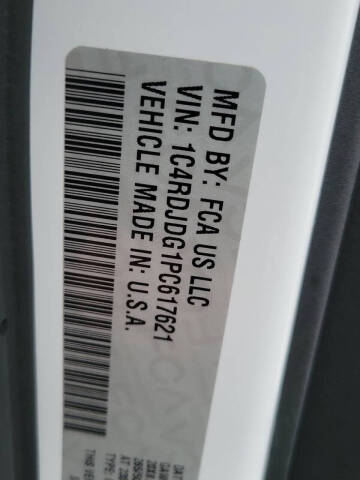 MFD BY: FCA US LLC
VIN: 1C4RDJDG1PC617621
VEHICLE MADE IN: U.S.A.